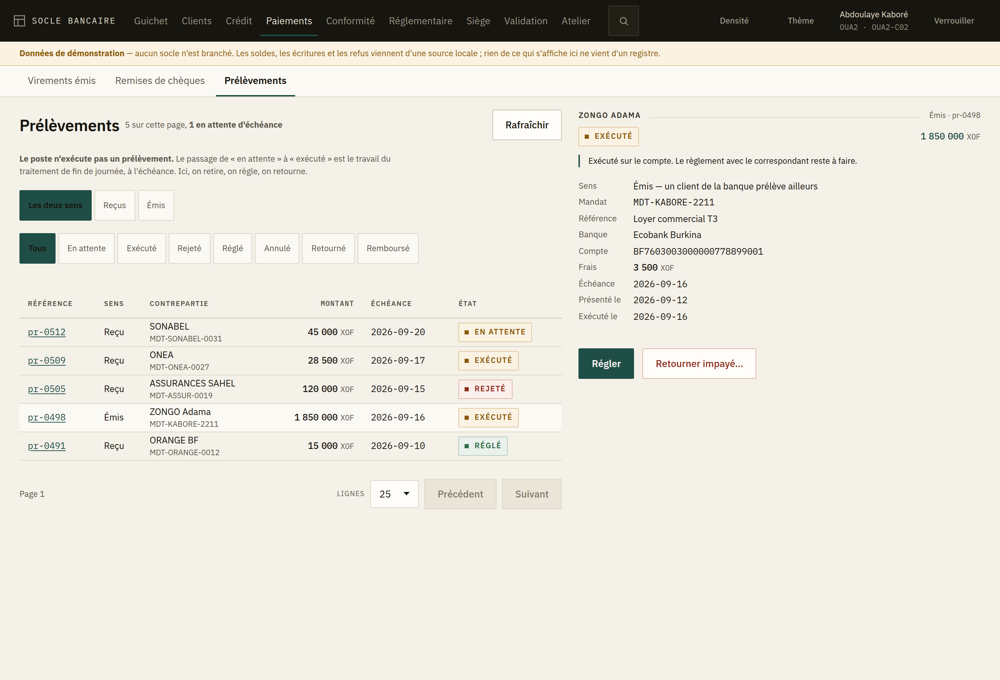 SOCLE BANCAIRE
Guichet
Clients
Crédit
Paiements
Conformité
Réglementaire
Siège
Validation
Atelier
Densité
Thème
Abdoulaye Kaboré
OUA2 · OUA2-C02
Verrouiller
Données de démonstration — aucun socle n'est branché. Les soldes, les écritures et les refus viennent d'une source locale ; rien de ce qui s'affiche ici ne vient d'un registre.
Virements émis
Remises de chèques
Prélèvements
Prélèvements 5 sur cette page, 1 en attente d'échéance
Rafraîchir
Le poste n'exécute pas un prélèvement. Le passage de « en attente » à « exécuté » est le travail du
traitement de fin de journée, à l'échéance. Ici, on retire, on règle, on retourne.
Les deux sens
Reçus
Émis
Tous
En attente
Exécuté
Rejeté
Réglé
Annulé
Retourné
Remboursé
RÉFÉRENCE SENS CONTREPARTIE MONTANT ÉCHÉANCE ÉTAT
pr-0512 Reçu SONABEL 45 000 XOF 2026-09-20 EN ATTENTE
MDT-SONABEL-0031
pr-0509 Reçu ONEA 28 500 XOF 2026-09-17 EXÉCUTÉ
MDT-ONEA-0027
pr-0505 Reçu ASSURANCES SAHEL 120 000 XOF 2026-09-15 REJETÉ
MDT-ASSUR-0019
pr-0498 Émis ZONGO Adama 1 850 000 XOF 2026-09-16 EXÉCUTÉ
MDT-KABORE-2211
pr-0491 Reçu ORANGE BF 15 000 XOF 2026-09-10 RÉGLÉ
MDT-ORANGE-0012
Page 1
LIGNES 25
Précédent
Suivant
ZONGO ADAMA
Émis · pr-0498
EXÉCUTÉ
1 850 000 XOF
Exécuté sur le compte. Le règlement avec le correspondant reste à faire.
Sens Émis — un client de la banque prélève ailleurs
Mandat MDT-KABORE-2211
Référence Loyer commercial T3
Banque Ecobank Burkina
Compte BF7603003000000778899001
Frais 3 500 XOF
Échéance 2026-09-16
Présenté le 2026-09-12
Exécuté le 2026-09-16
Régler
Retourner impayé…